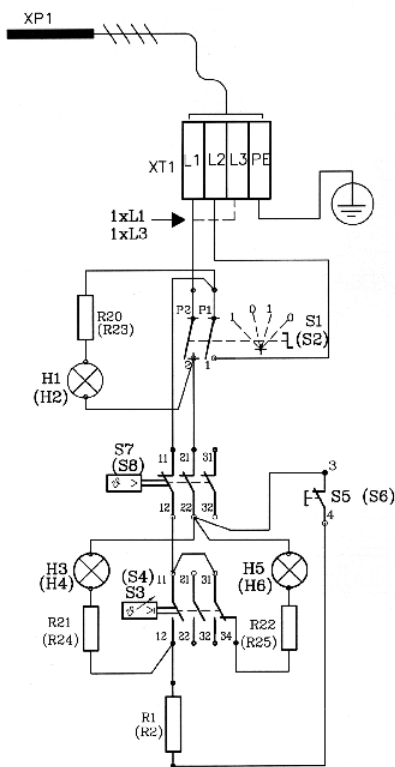 XP1
XT1 L1 L2 L3 PE
1xL1
1xL3
P2 P1 1 0 1 0 S1
(S2)
R20
(R23)
2 1
H1
(H2)
S7
(S8)
11 21 31
3
S5 (S6)
12 22 32
4
H3
(H4)
(S4)
S3
11 21 31
H5
(H6)
R21
(R24)
R22
(R25)
12 22 32 34
R1
(R2)